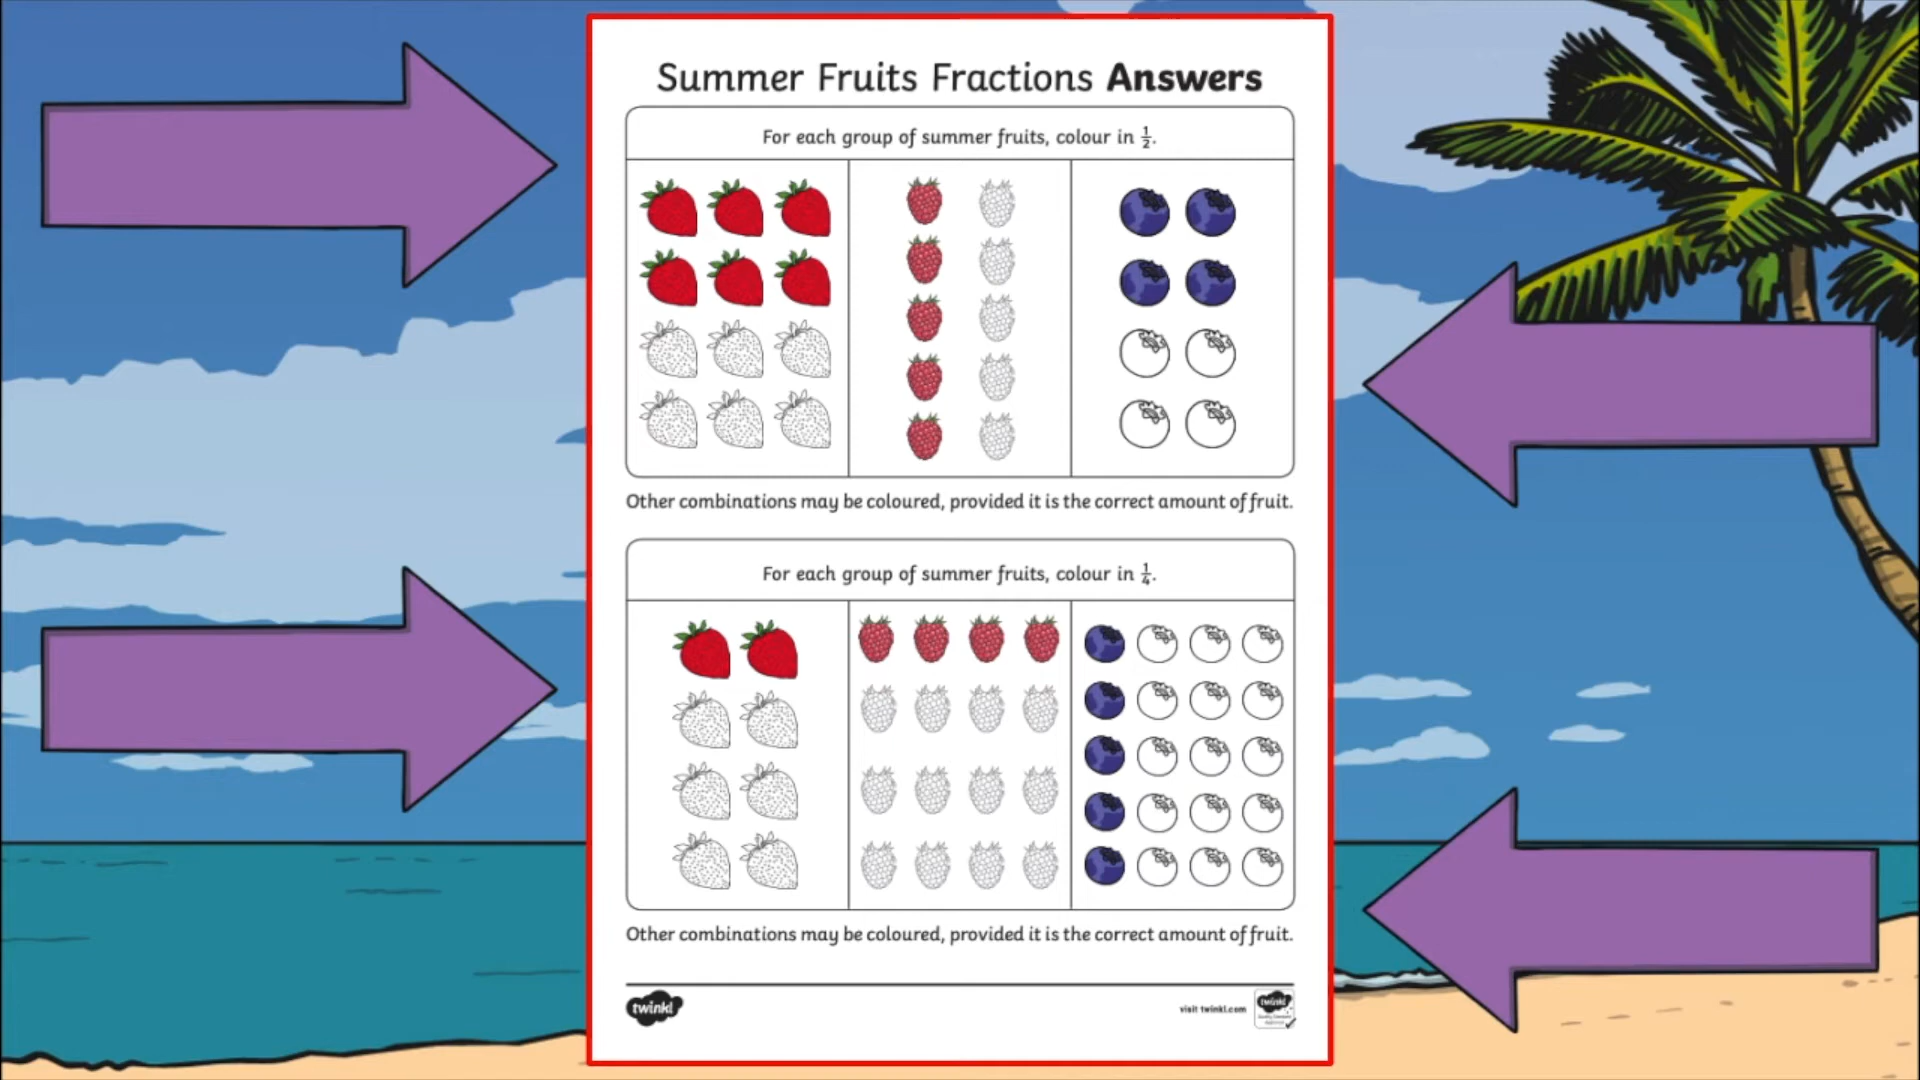 Summer Fruits Fractions Answers
For each group of summer fruits, colour in 1/2.
Other combinations may be coloured, provided it is the correct amount of fruit.
For each group of summer fruits, colour in 1/4.
Other combinations may be coloured, provided it is the correct amount of fruit.
twinkl
visit twinkl.com
twinkl